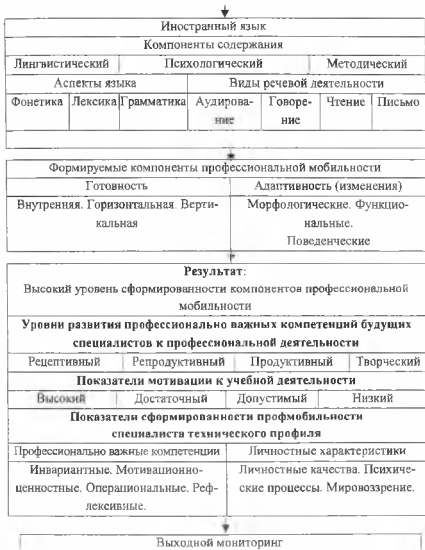 Иностранный язык
Компоненты содержания
Лингвистический Психологический Методический
Аспекты языка Виды речевой деятельности
Фонетика Лексика Грамматика Аудирова- Говоре- Чтение Письмо
ние ние
Формируемые компоненты профессиональной мобильности
Готовность Адаптивность (изменения)
Внутренняя. Горизонтальная. Верти- Морфологические. Функцио-
кальная нальные.
Поведенческие
Результат:
Высокий уровень сформированности компонентов профессиональной
мобильности
Уровни развития профессионально важных компетенций будущих
специалистов к профессиональной деятельности
Рецептивный Репродуктивный Продуктивный Творческий
Показатели мотивации к учебной деятельности
Высокий Достаточный Допустимый Низкий
Показатели сформированности профмобильности
специалиста технического профиля
Профессионально важные компетенции Личностные характеристики
Инвариантные. Мотивационно- Личностные качества. Психиче-
ценностные. Операциональные. Реф- ские процессы. Мировоззрение.
лексивные.
Выходной мониторинг